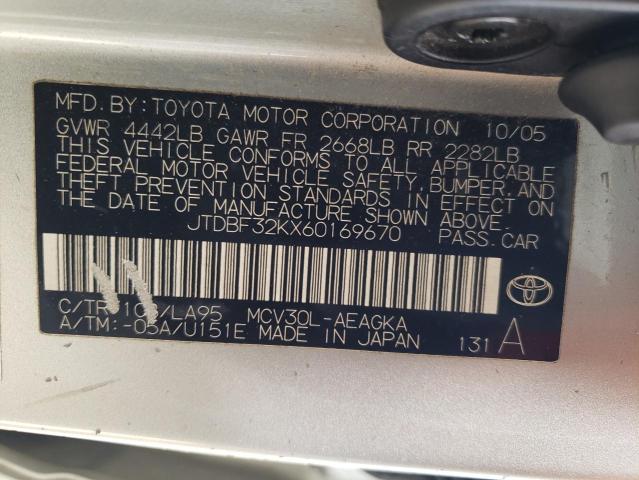 MFD. BY: TOYOTA MOTOR CORPORATION 10/05
GVWR 4442LB GAWR FR 2668LB RR 2282LB
THIS VEHICLE CONFORMS TO ALL APPLICABLE
FEDERAL MOTOR VEHICLE SAFETY, BUMPER, AND
THEFT PREVENTION STANDARDS IN EFFECT ON
THE DATE OF MANUFACTURE SHOWN ABOVE.
JTDBF32KX60169670 PASS. CAR
C/TR: /LA95 MCV30L-AEAGKA
A/TM:-05A/U151E MADE IN JAPAN 131 A